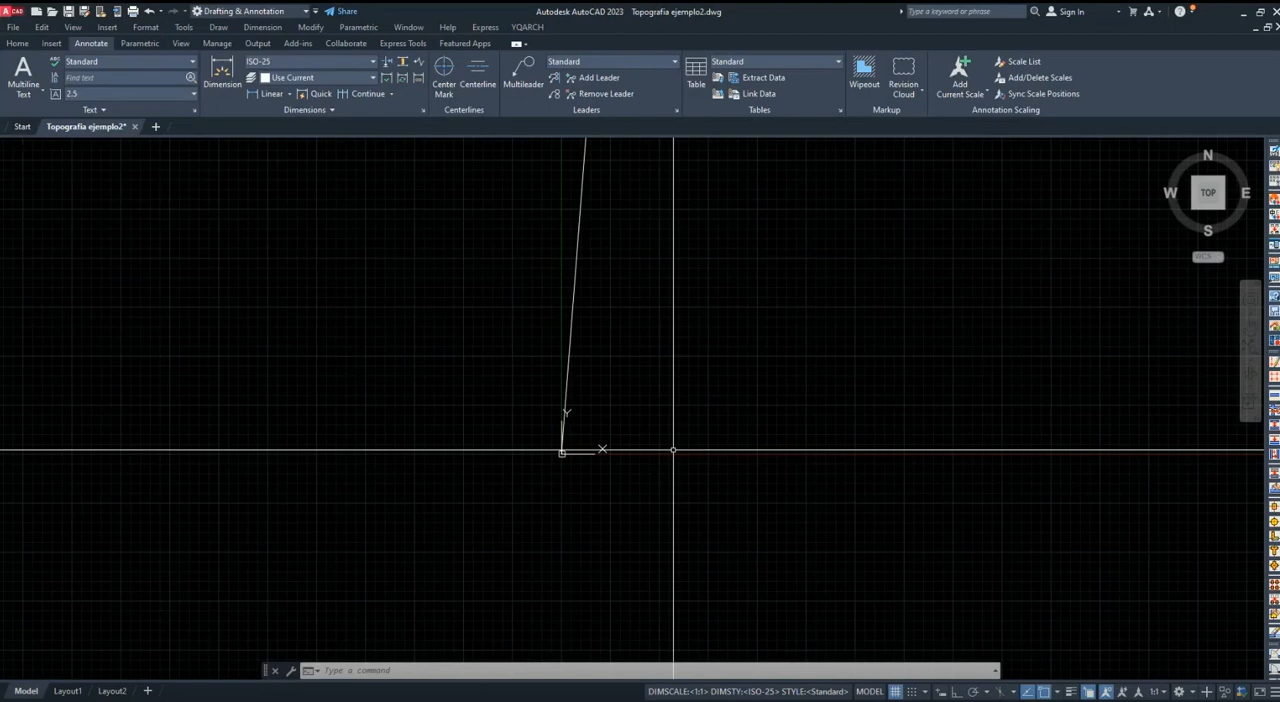 CAD Drafting & Annotation Share Autodesk AutoCAD 2023 Topografia ejemplo2.dwg Type a keyword or phrase Sign In
File Edit View Insert Format Tools Draw Dimension Modify Parametric Window Help Express YQARCH
Home Insert Annotate Parametric View Manage Output Add-ins Collaborate Express Tools Featured Apps
Multiline Text
Standard
Find text
2.5
Text
Dimension
ISO-25
Use Current
Linear Quick Continue
Dimensions
Center Mark
Centerline
Centerlines
Multileader
Standard
Add Leader
Remove Leader
Leaders
Table
Standard
Extract Data
Link Data
Tables
Wipeout
Revision Cloud
Markup
Add Current Scale
Scale List
Add/Delete Scales
Sync Scale Positions
Annotation Scaling
Start Topografia ejemplo2*
N
W TOP E
S
WCS
Y
X
Type a command
Model Layout1 Layout2
DIMSCALE:<1:1> DIMSTY:<ISO-25> STYLE:<Standard> MODEL 1:1